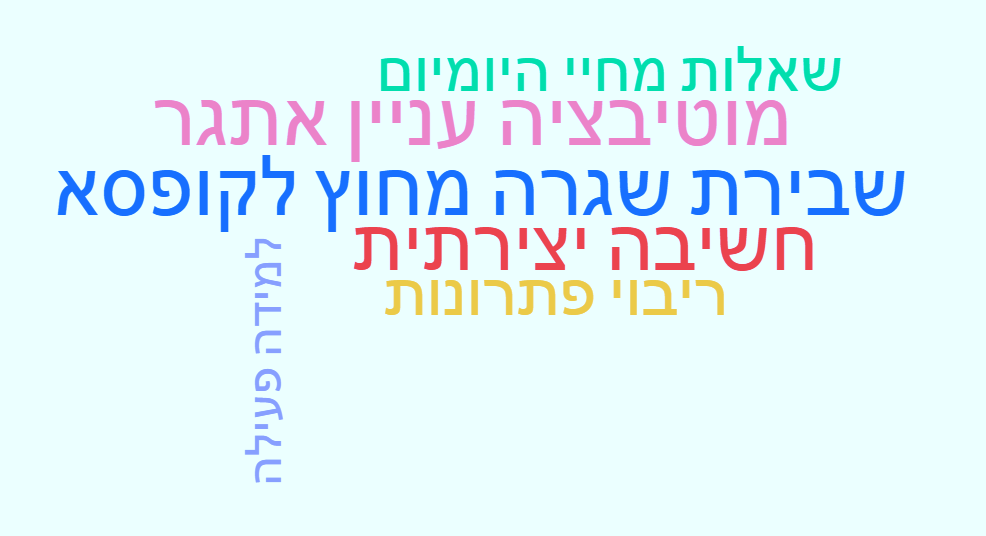 שאלות מחיי היומיום
מוטיבציה עניין אתגר
שבירת שגרה מחוץ לקופסא
חשיבה יצירתית
ריבוי פתרונות
למידה פעילה